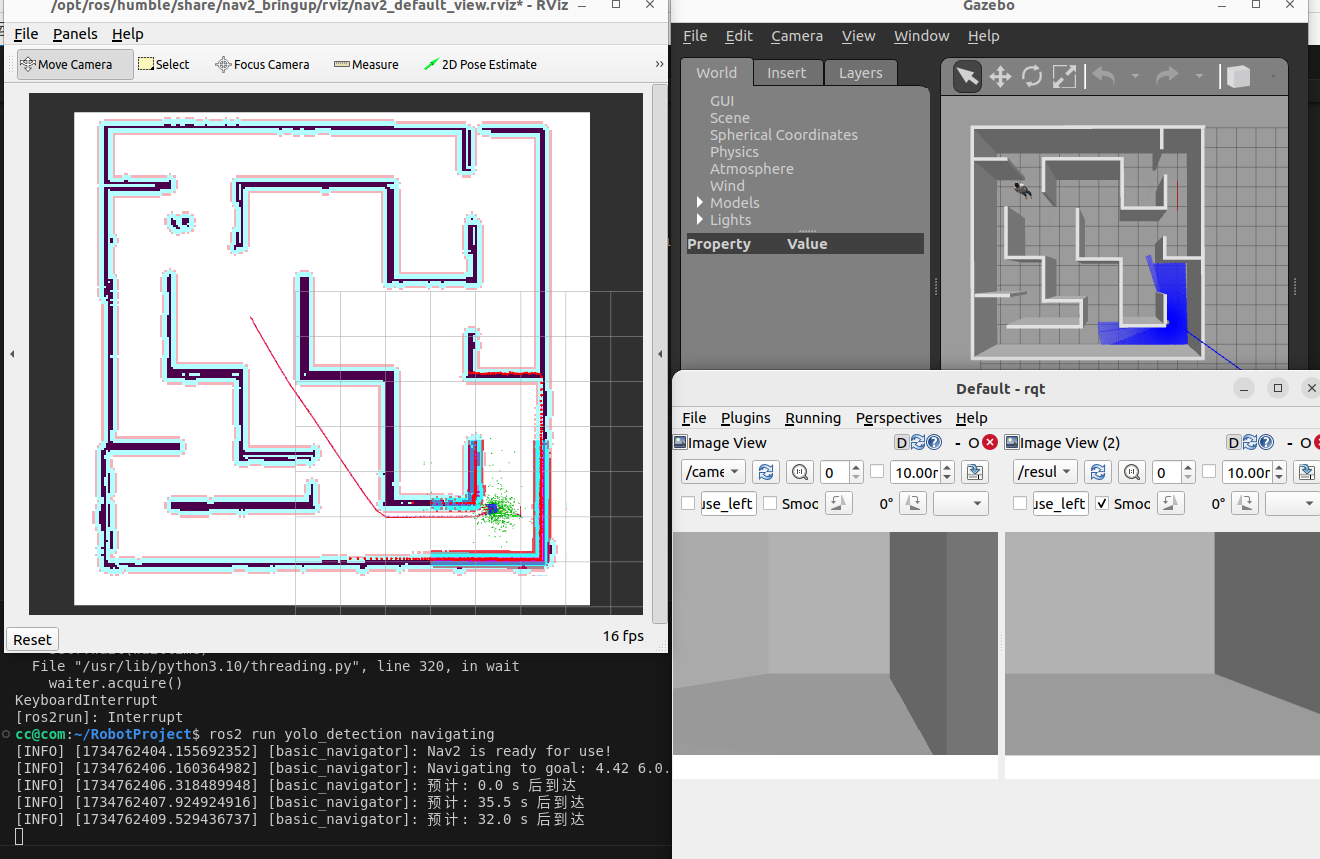 /opt/ros/humble/share/nav2_bringup/rviz/nav2_default_view.rviz* - RViz
File Panels Help
Move Camera Select Focus Camera Measure 2D Pose Estimate »
Reset
16 fps
File "/usr/lib/python3.10/threading.py", line 320, in wait
waiter.acquire()
KeyboardInterrupt
[ros2run]: Interrupt
cc@com:~/RobotProject$ ros2 run yolo_detection navigating
[INFO] [1734762404.155692352] [basic_navigator]: Nav2 is ready for use!
[INFO] [1734762406.160364982] [basic_navigator]: Navigating to goal: 4.42 6.0.
[INFO] [1734762406.318489948] [basic_navigator]: 预计: 0.0 s 后到达
[INFO] [1734762407.924924916] [basic_navigator]: 预计: 35.5 s 后到达
[INFO] [1734762409.529436737] [basic_navigator]: 预计: 32.0 s 后到达
Gazebo
File Edit Camera View Window Help
World Insert Layers
GUI
Scene
Spherical Coordinates
Physics
Atmosphere
Wind
Models
Lights
Property Value
Default - rqt
File Plugins Running Perspectives Help
Image View D - O
/came 0 10.00r
use_left Smoc 0°
Image View (2) D - O
/resul 0 10.00r
use_left Smoc 0°